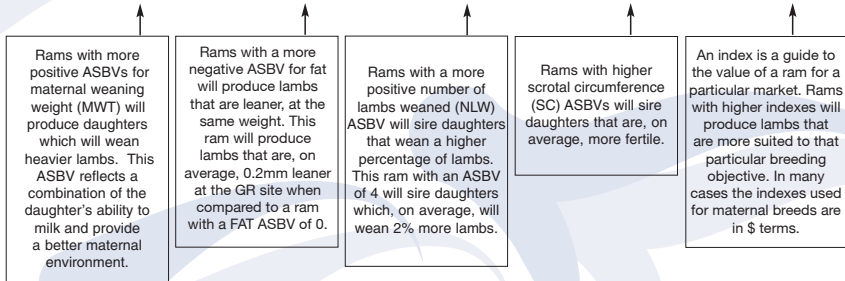 Rams with more
positive ASBVs for
maternal weaning
weight (MWT) will
produce daughters
which will wean
heavier lambs.  This
ASBV reflects a
combination of the
daughter’s ability to
milk and provide
a better maternal
environment.
Rams with a more
negative ASBV for fat
will produce lambs
that are leaner, at the
same weight. This
ram will produce
lambs that are, on
average, 0.2mm leaner
at the GR site when
compared to a ram
with a FAT ASBV of 0.
Rams with a more
positive number of
lambs weaned (NLW)
ASBV will sire daughters
that wean a higher
percentage of lambs.
This ram with an ASBV
of 4 will sire daughters
which, on average, will
wean 2% more lambs.
Rams with higher
scrotal circumference
(SC) ASBVs will sire
daughters that are, on
average, more fertile.
An index is a guide to
the value of a ram for a
particular market. Rams
with higher indexes will
produce lambs that
are more suited to that
particular breeding
objective. In many
cases the indexes used
for maternal breeds are
in $ terms.